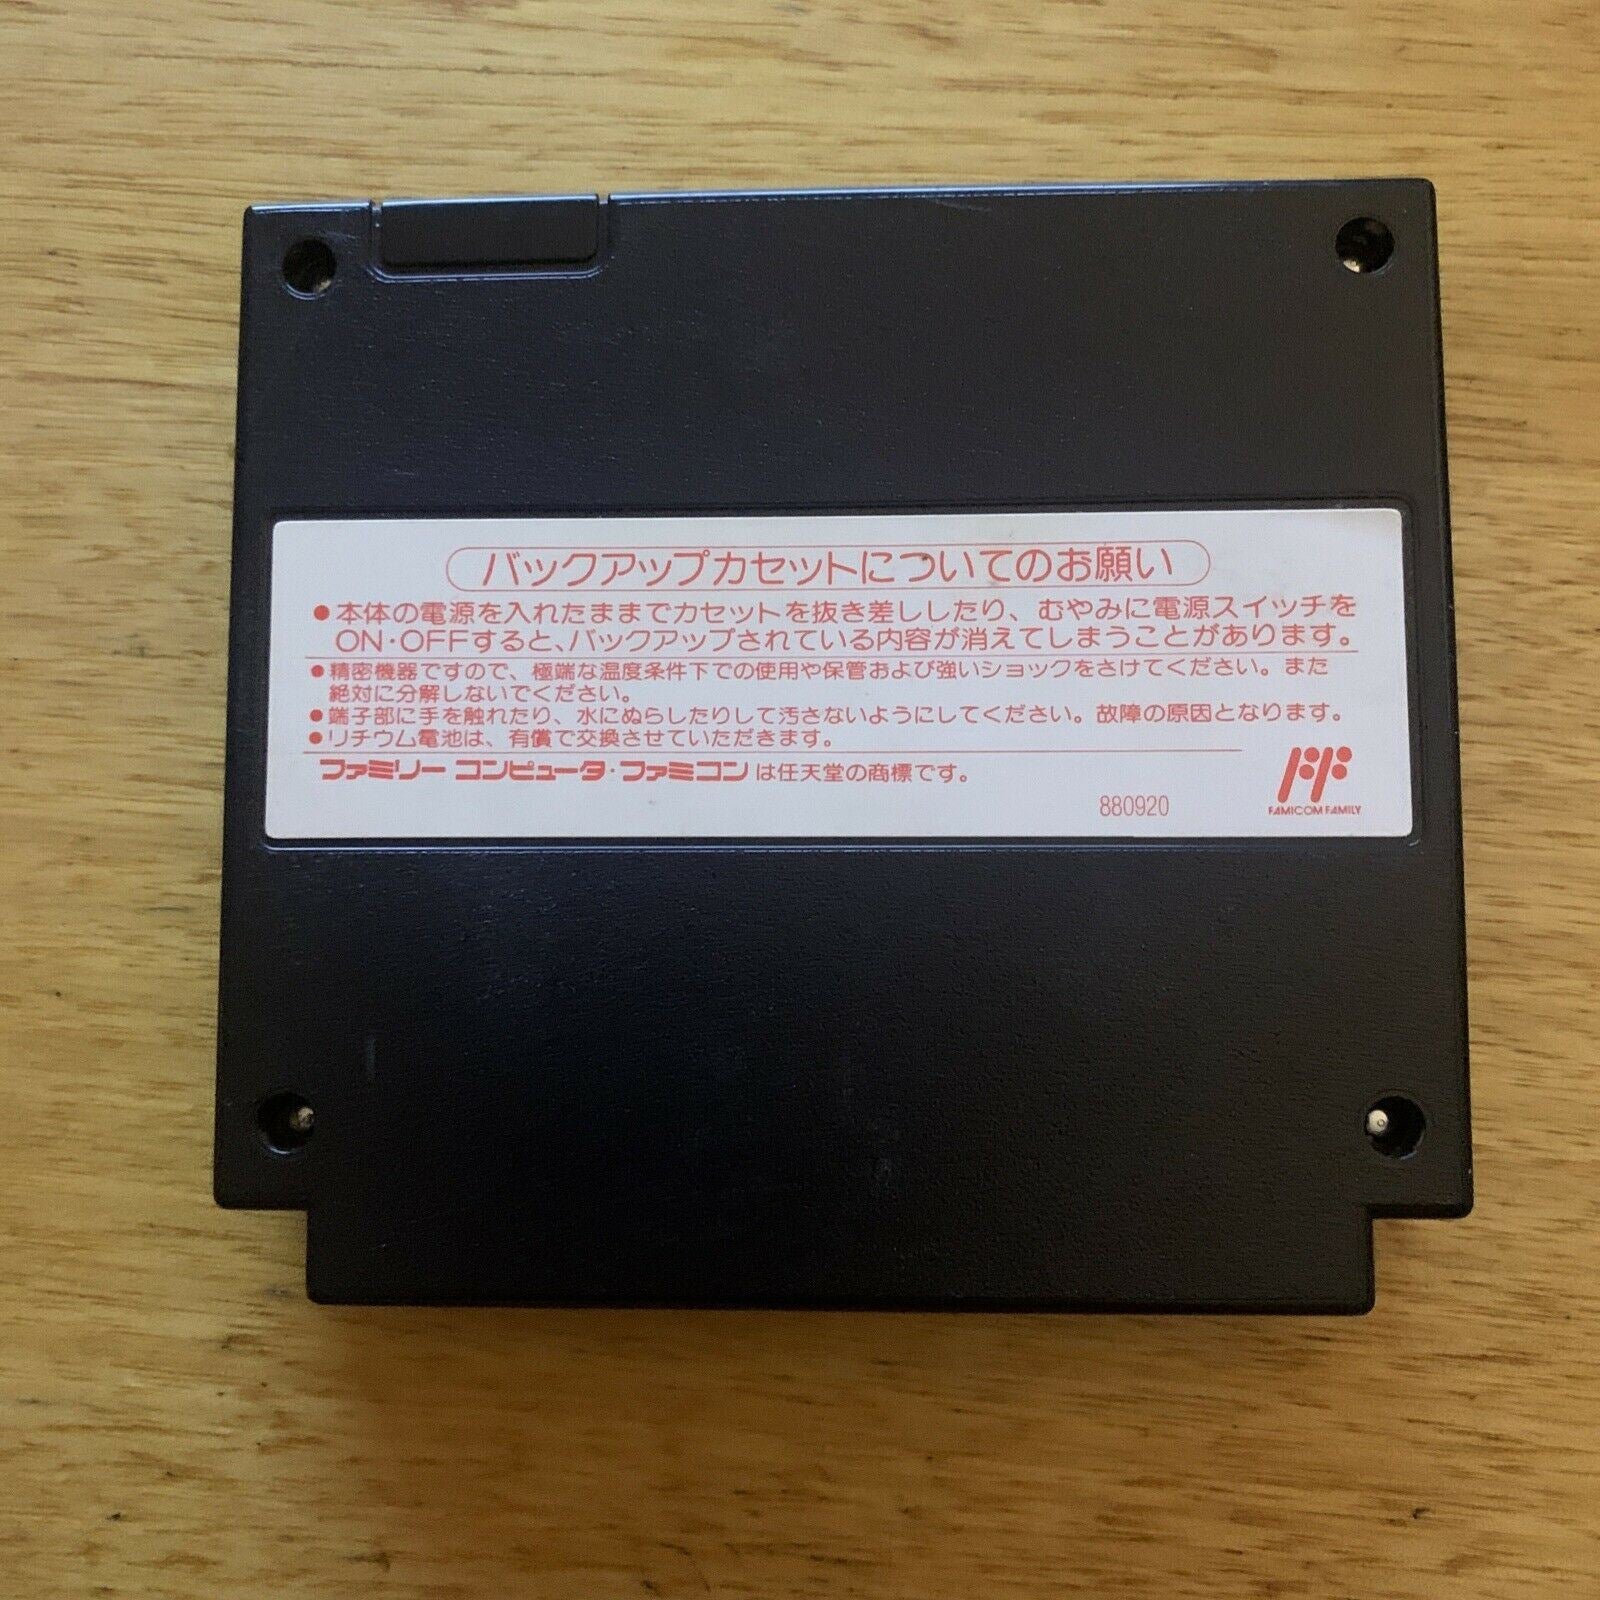 バックアップカセットについてのお願い
●本体の電源を入れたままでカセットを抜き差ししたり、むやみに電源スイッチを
ON・OFFすると、バックアップされている内容が消えてしまうことがあります。
●精密機器ですので、極端な温度条件下での使用や保管および強いショックをさけてください。また
絶対に分解しないでください。
●端子部に手を触れたり、水にぬらしたりして汚さないようにしてください。故障の原因となります。
●リチウム電池は、有償で交換させていただきます。
ファミリーコンピュータ・ファミコンは任天堂の商標です。
880920
FAMICOM FAMILY